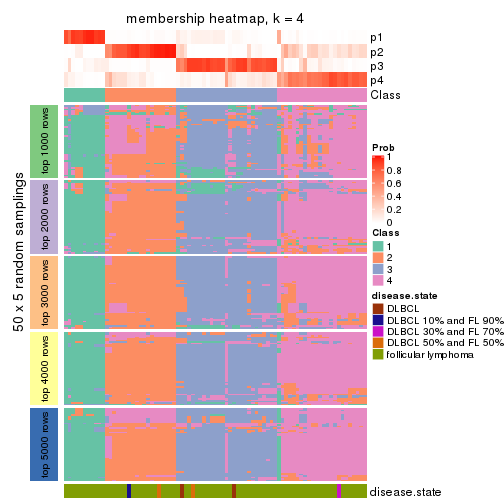 membership heatmap, k = 4
p1
p2
p3
p4
Class
50 x 5 random samplings
top 1000 rows
top 2000 rows
top 3000 rows
top 4000 rows
top 5000 rows
Prob
1
0.8
0.6
0.4
0.2
0
Class
1
2
3
4
disease.state
DLBCL
DLBCL 10% and FL 90%
DLBCL 30% and FL 70%
DLBCL 50% and FL 50%
follicular lymphoma
disease.state